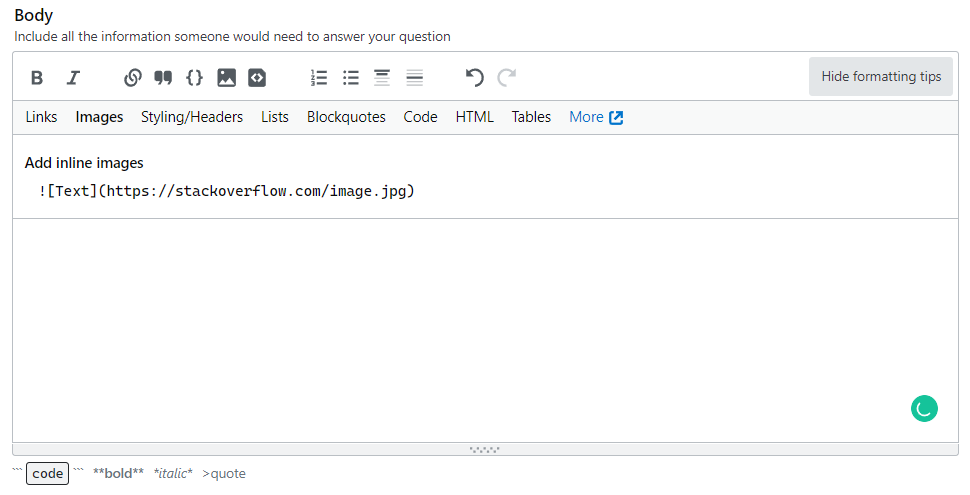 Body
Include all the information someone would need to answer your question
B I Hide formatting tips
Links Images Styling/Headers Lists Blockquotes Code HTML Tables More
Add inline images
![Text](https://stackoverflow.com/image.jpg)
``` code ``` **bold** *italic* >quote